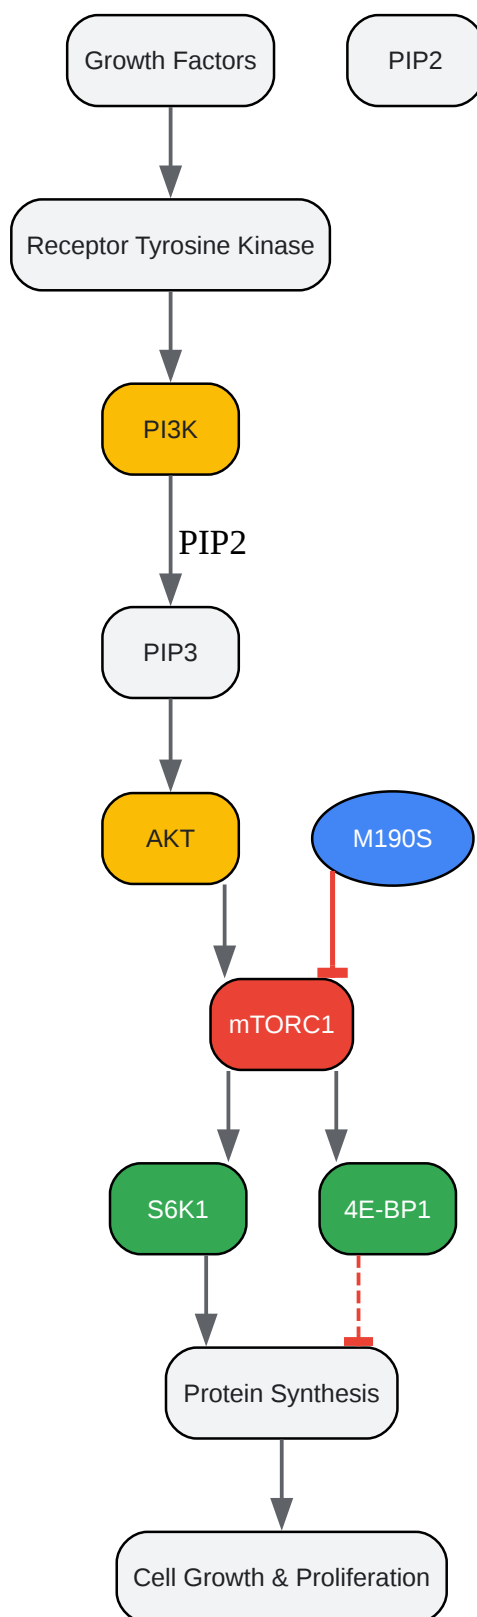 Growth Factors
PIP2
Receptor Tyrosine Kinase
PI3K
PIP2
PIP3
AKT
M190S
mTORC1
S6K1
4E-BP1
Protein Synthesis
Cell Growth & Proliferation